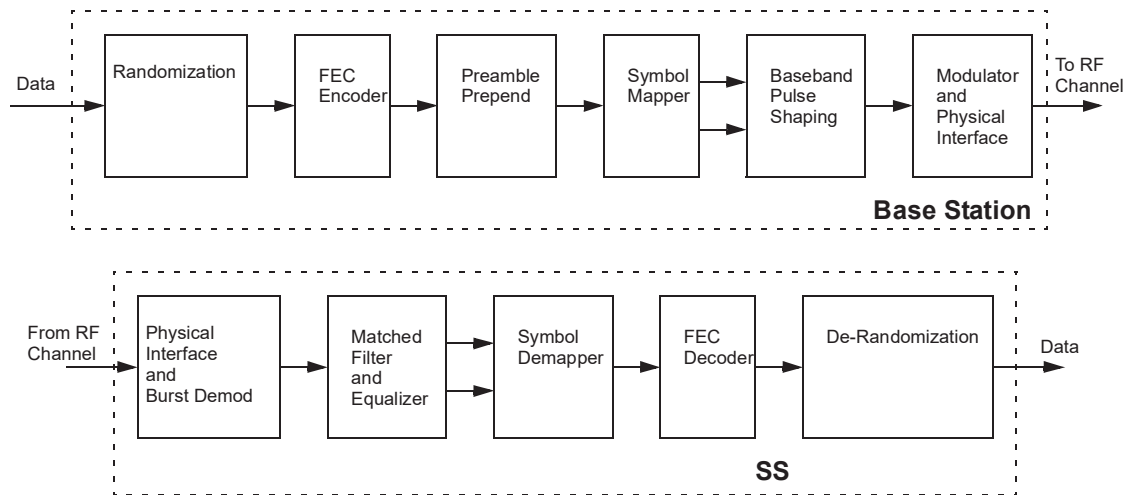 Data
Randomization
FEC
Encoder
Preamble
Prepend
Symbol
Mapper
Baseband
Pulse
Shaping
Modulator
and
Physical
Interface
To RF
Channel
Base Station
From RF
Channel
Physical
Interface
and
Burst Demod
Matched
Filter
and
Equalizer
Symbol
Demapper
FEC
Decoder
De-Randomization
Data
SS